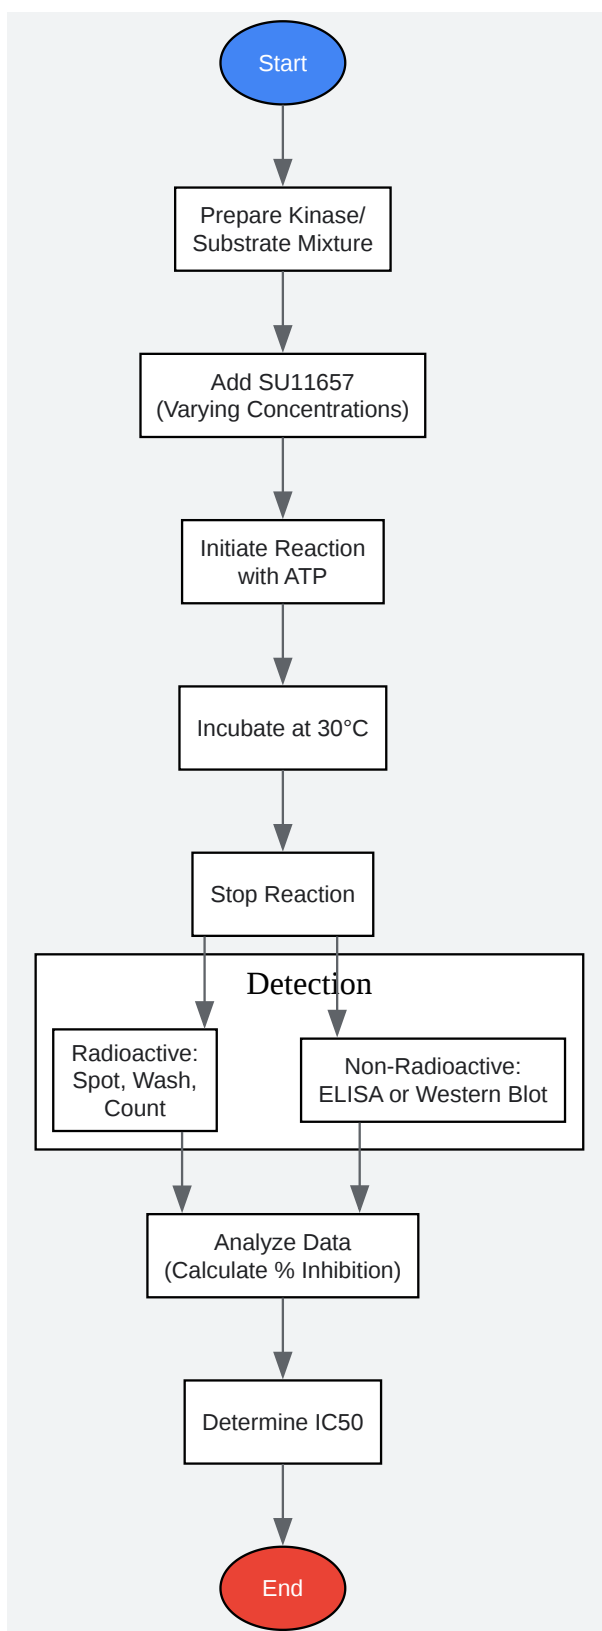 Start
Prepare Kinase/
Substrate Mixture
Add SU11657
(Varying Concentrations)
Initiate Reaction
with ATP
Incubate at 30°C
Stop Reaction
Detection
Radioactive:
Spot, Wash,
Count
Non-Radioactive:
ELISA or Western Blot
Analyze Data
(Calculate % Inhibition)
Determine IC50
End